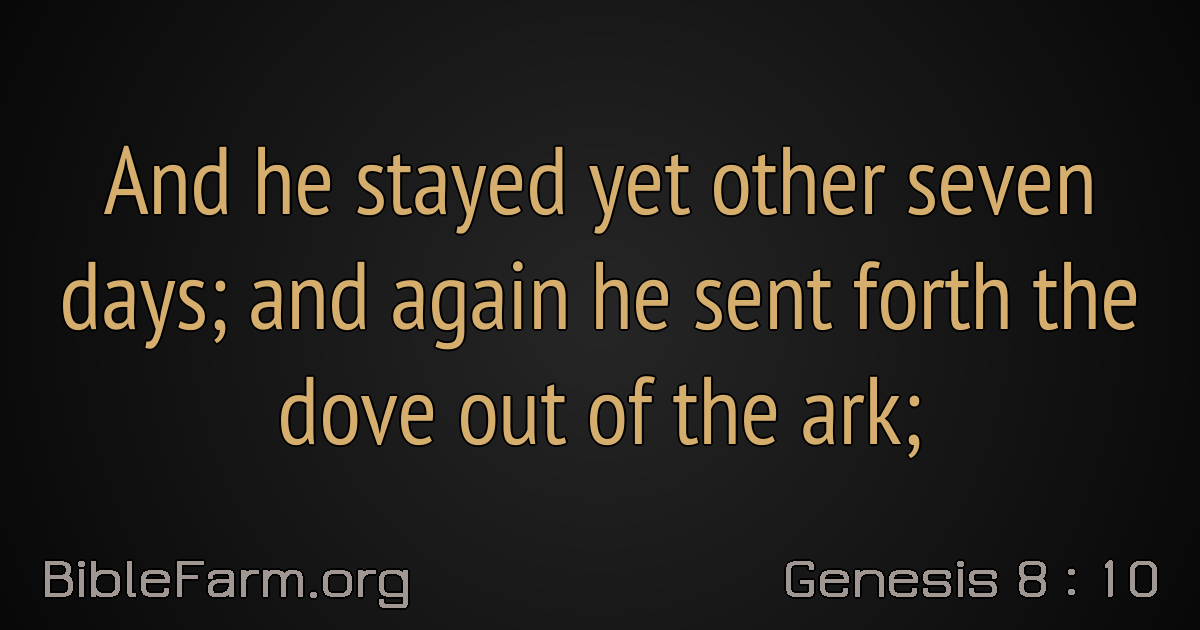 And he stayed yet other seven
days; and again he sent forth the
dove out of the ark;
BibleFarm.org
Genesis 8 : 10